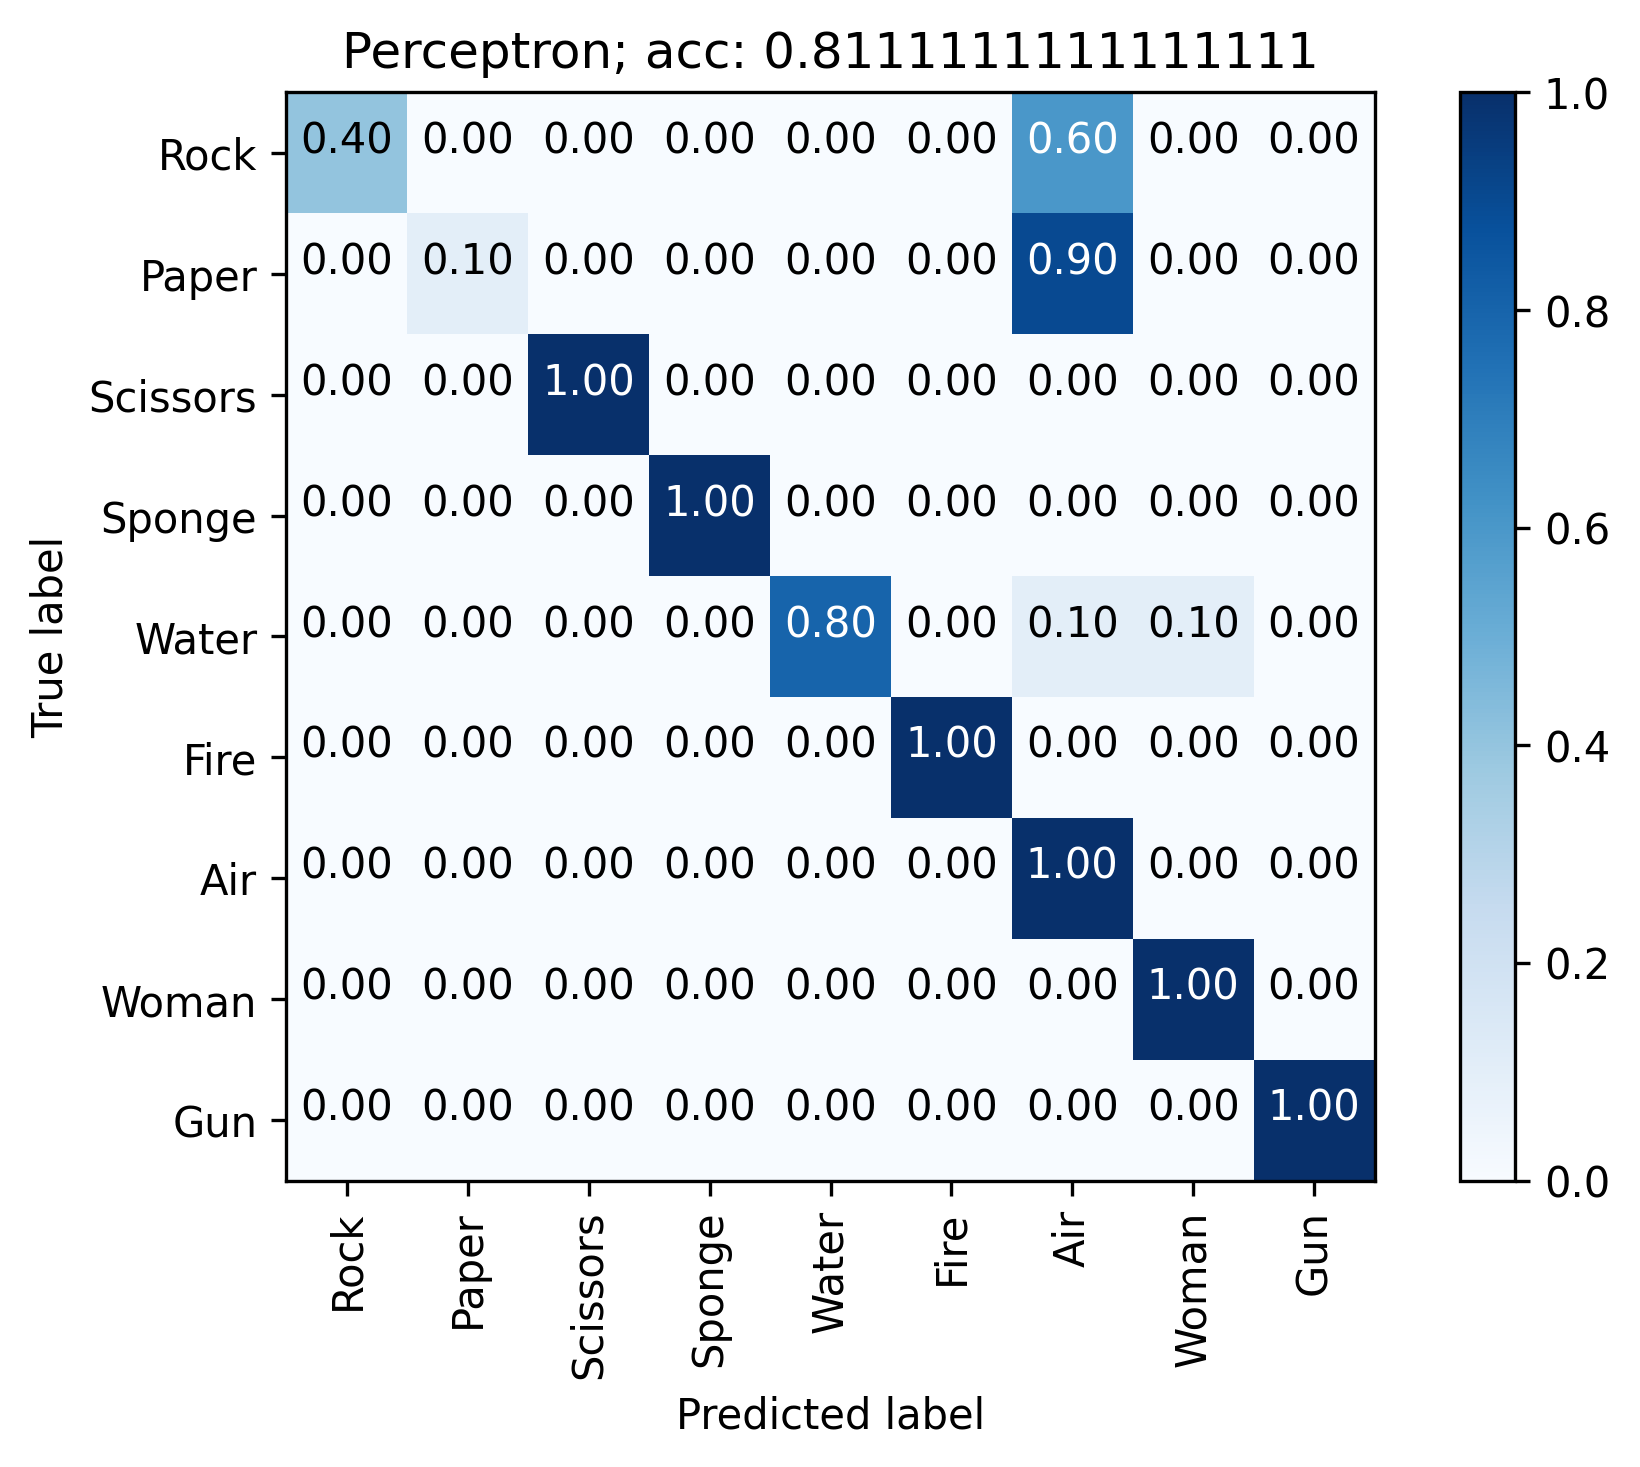 Perceptron; acc: 0.8111111111111111
Rock 0.40 0.00 0.00 0.00 0.00 0.00 0.60 0.00 0.00
Paper 0.00 0.10 0.00 0.00 0.00 0.00 0.90 0.00 0.00
Scissors 0.00 0.00 1.00 0.00 0.00 0.00 0.00 0.00 0.00
Sponge 0.00 0.00 0.00 1.00 0.00 0.00 0.00 0.00 0.00
Water 0.00 0.00 0.00 0.00 0.80 0.00 0.10 0.10 0.00
Fire 0.00 0.00 0.00 0.00 0.00 1.00 0.00 0.00 0.00
Air 0.00 0.00 0.00 0.00 0.00 0.00 1.00 0.00 0.00
Woman 0.00 0.00 0.00 0.00 0.00 0.00 0.00 1.00 0.00
Gun 0.00 0.00 0.00 0.00 0.00 0.00 0.00 0.00 1.00
True label
Rock Paper Scissors Sponge Water Fire Air Woman Gun
Predicted label
1.0
0.8
0.6
0.4
0.2
0.0